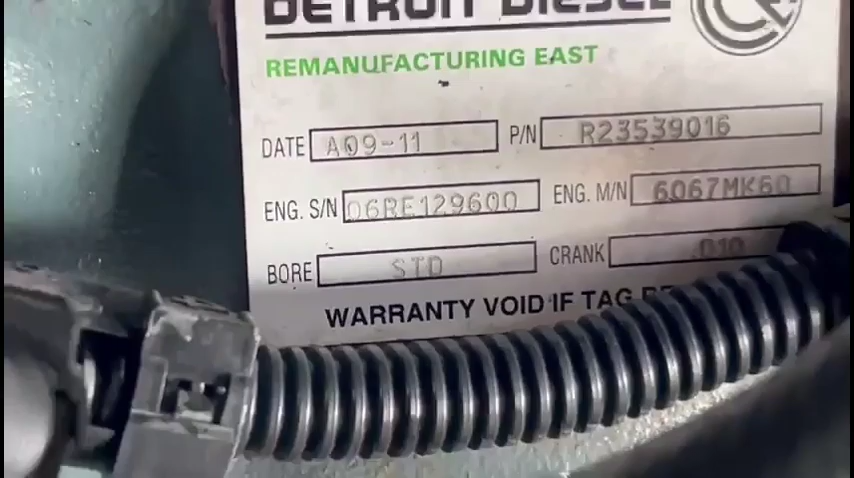 DETROIT DIESEL
REMANUFACTURING EAST
DATE A09-11 P/N R23539016
ENG. S/N 06RE129600 ENG. M/N 6067MK60
BORE STD CRANK .010
WARRANTY VOID IF TAG